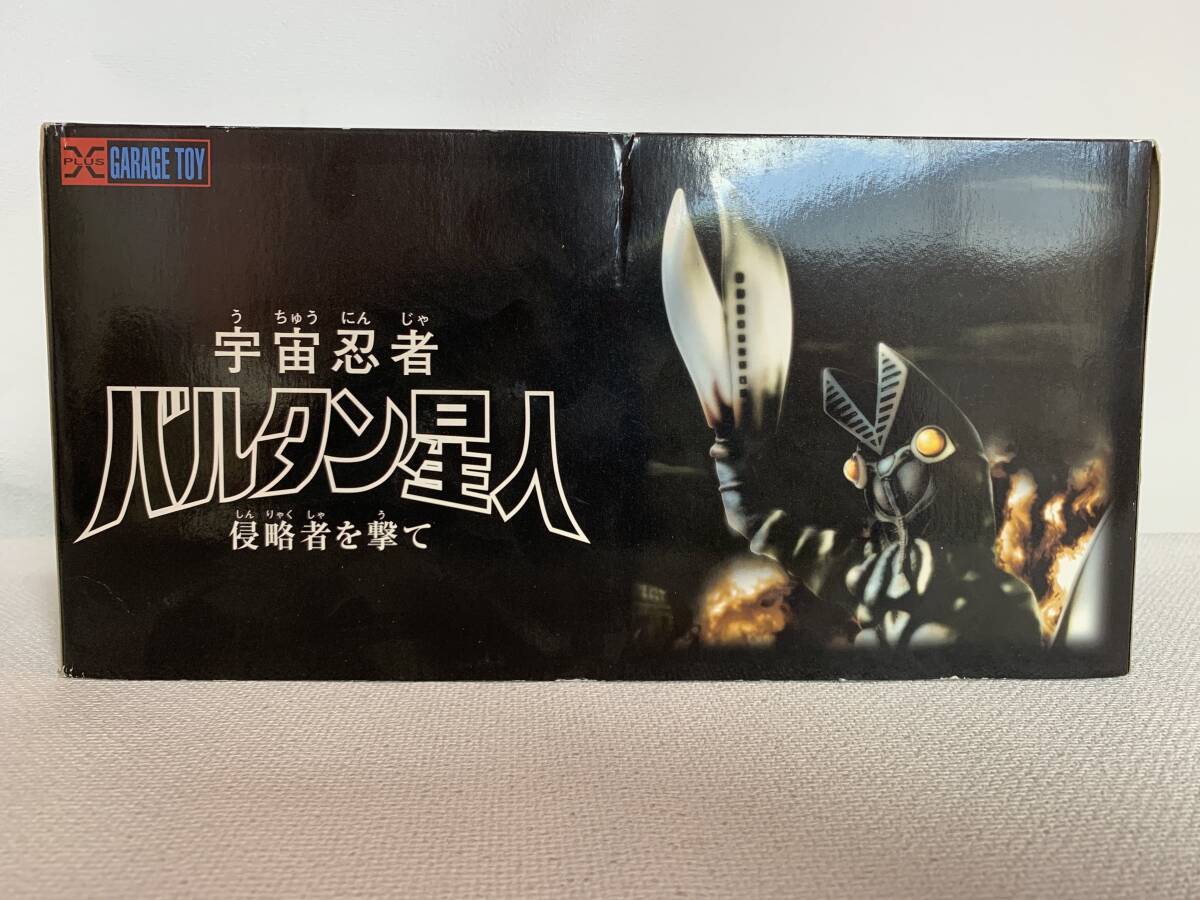 X PLUS GARAGE TOY
う ちゅう にん じゃ
宇宙忍者
バルタン星人
しん りゃく しゃ う
侵略者を撃て